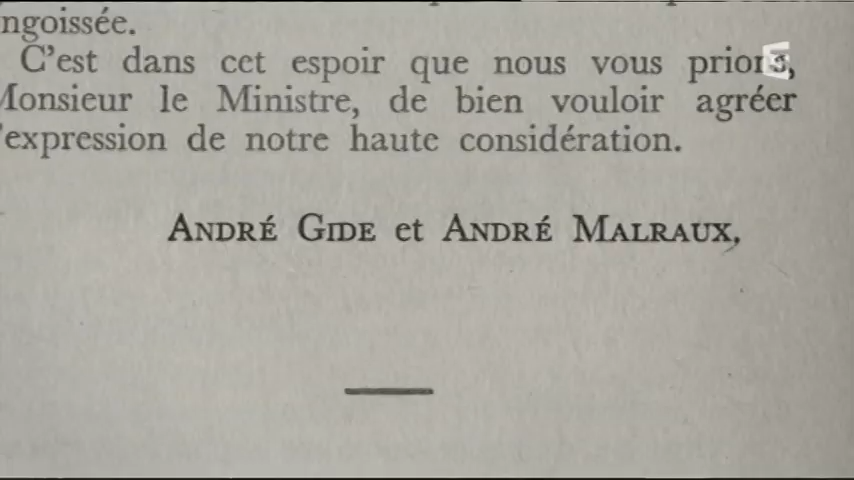 ngoissée.
C'est dans cet espoir que nous vous prions,
Monsieur le Ministre, de bien vouloir agréer
'expression de notre haute considération.
ANDRÉ GIDE et ANDRÉ MALRAUX,